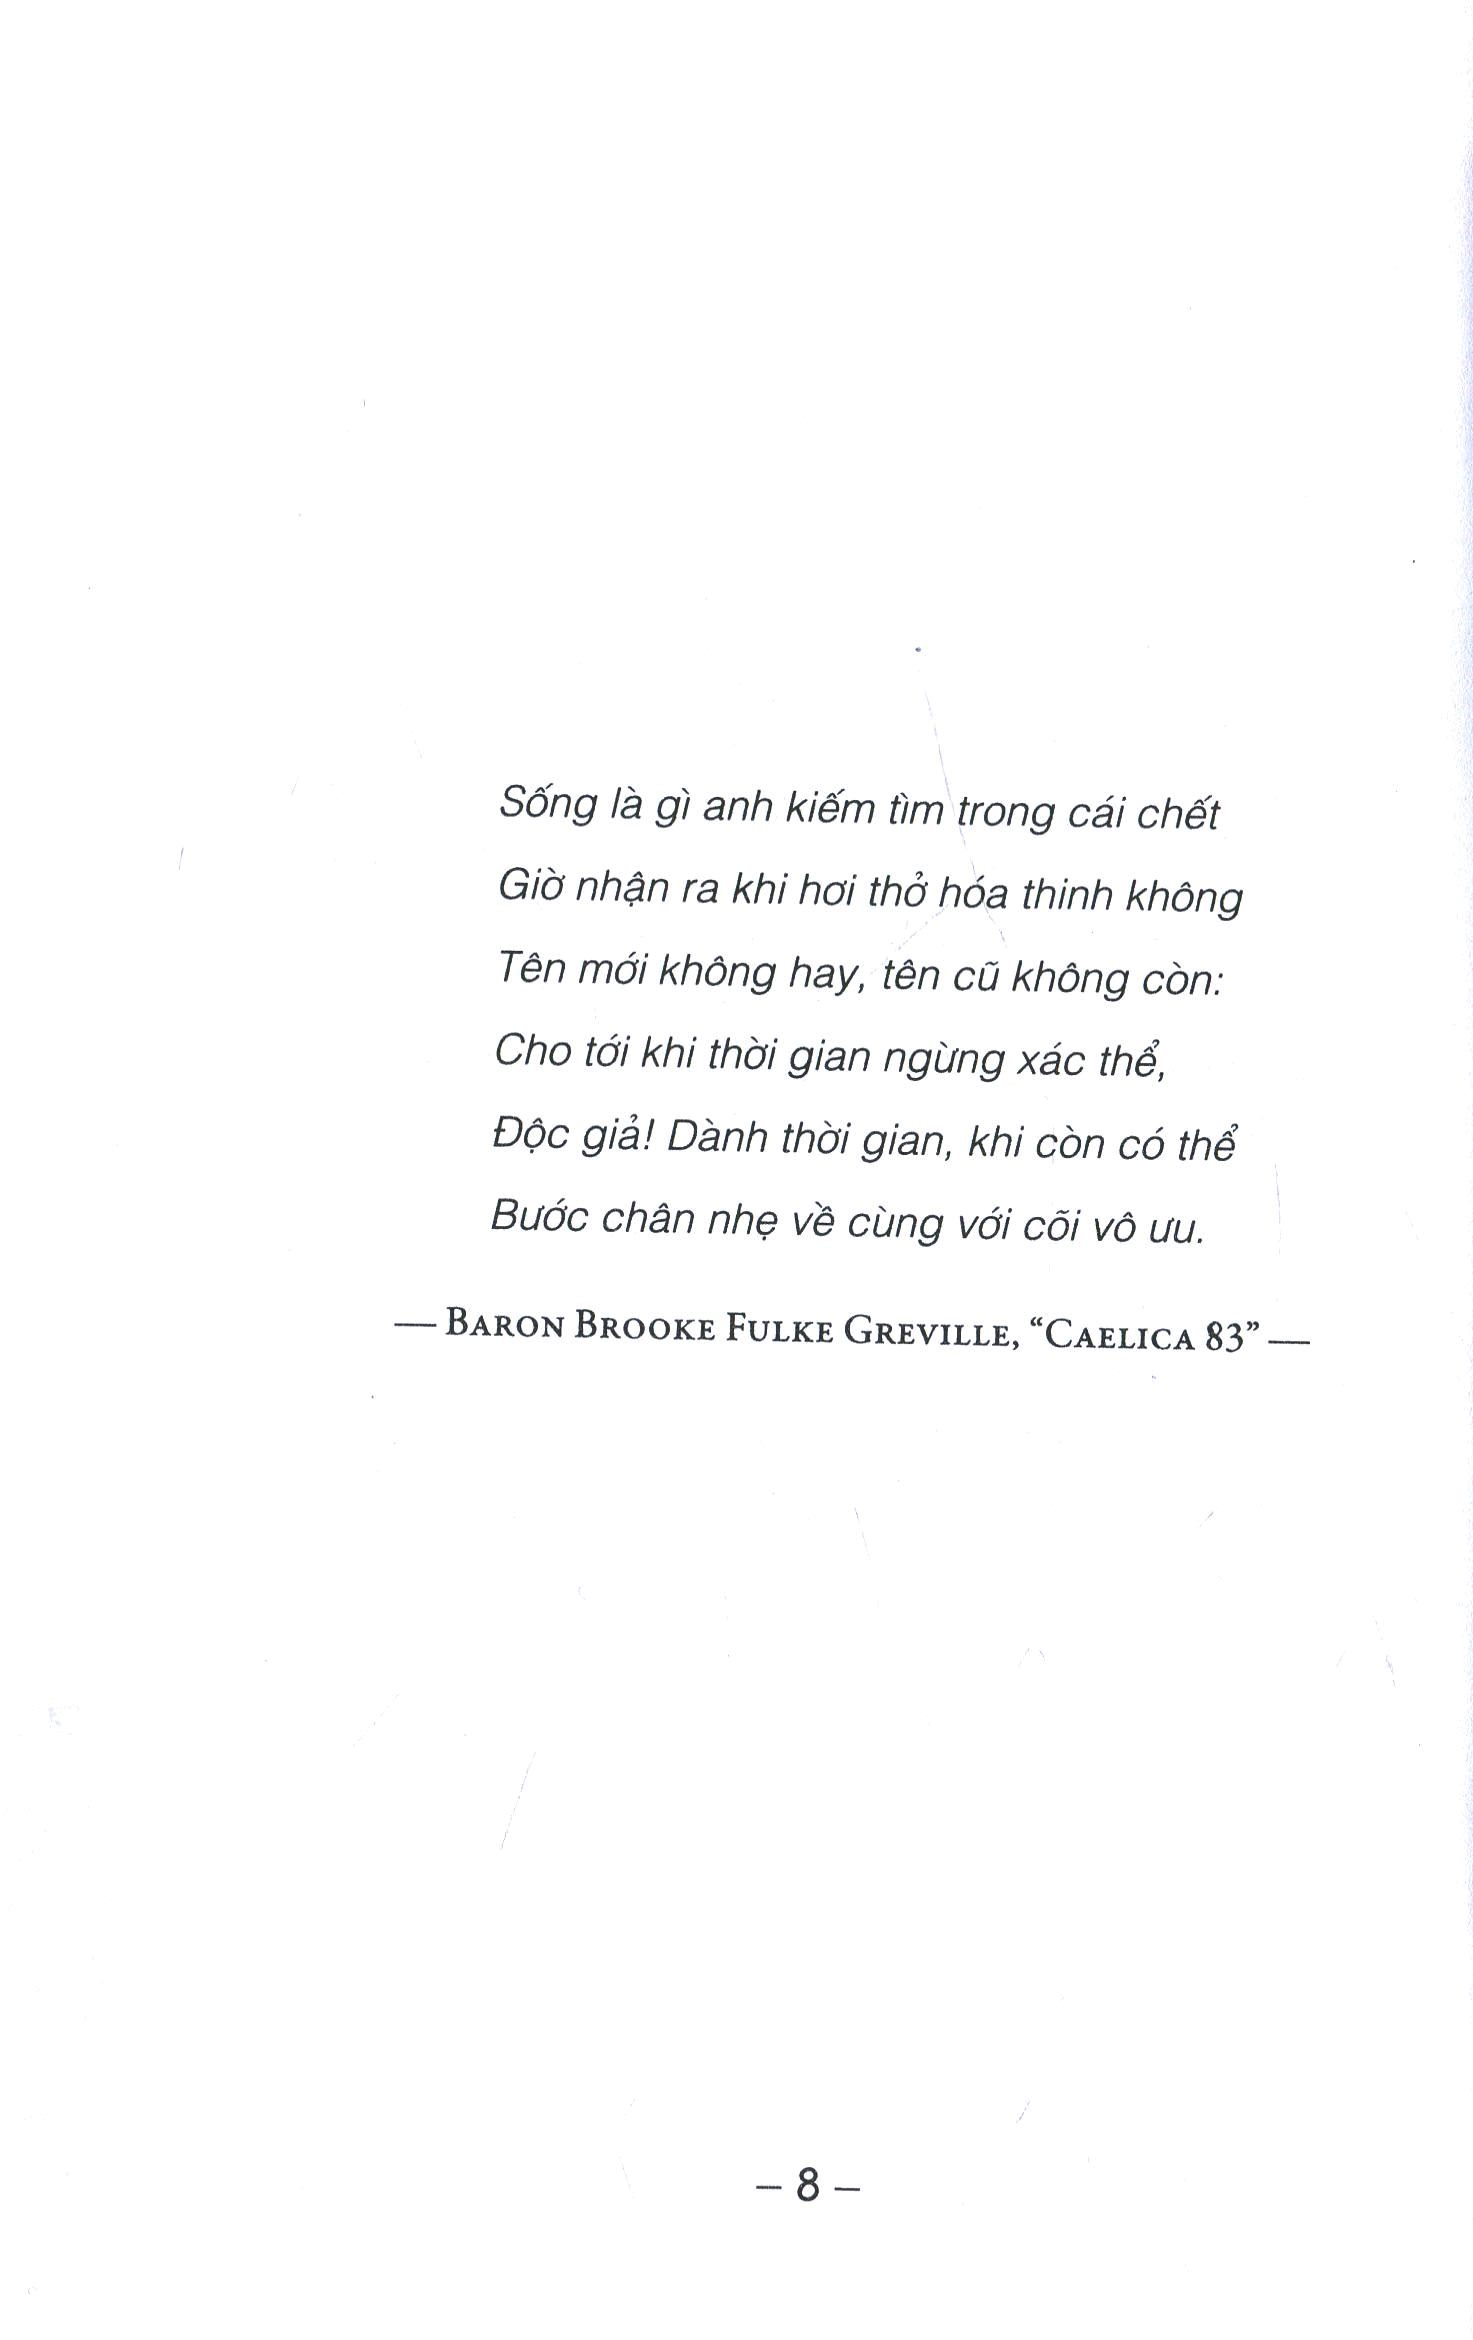 Sống là gì anh kiếm tìm trong cái chết
Giờ nhận ra khi hơi thở hóa thinh không
Tên mới không hay, tên cũ không còn:
Cho tới khi thời gian ngừng xác thể,
Độc giả! Dành thời gian, khi còn có thể
Bước chân nhẹ về cùng với cõi vô ưu.
— BARON BROOKE FULKE GREVILLE, “CAELICA 83” —
– 8 –